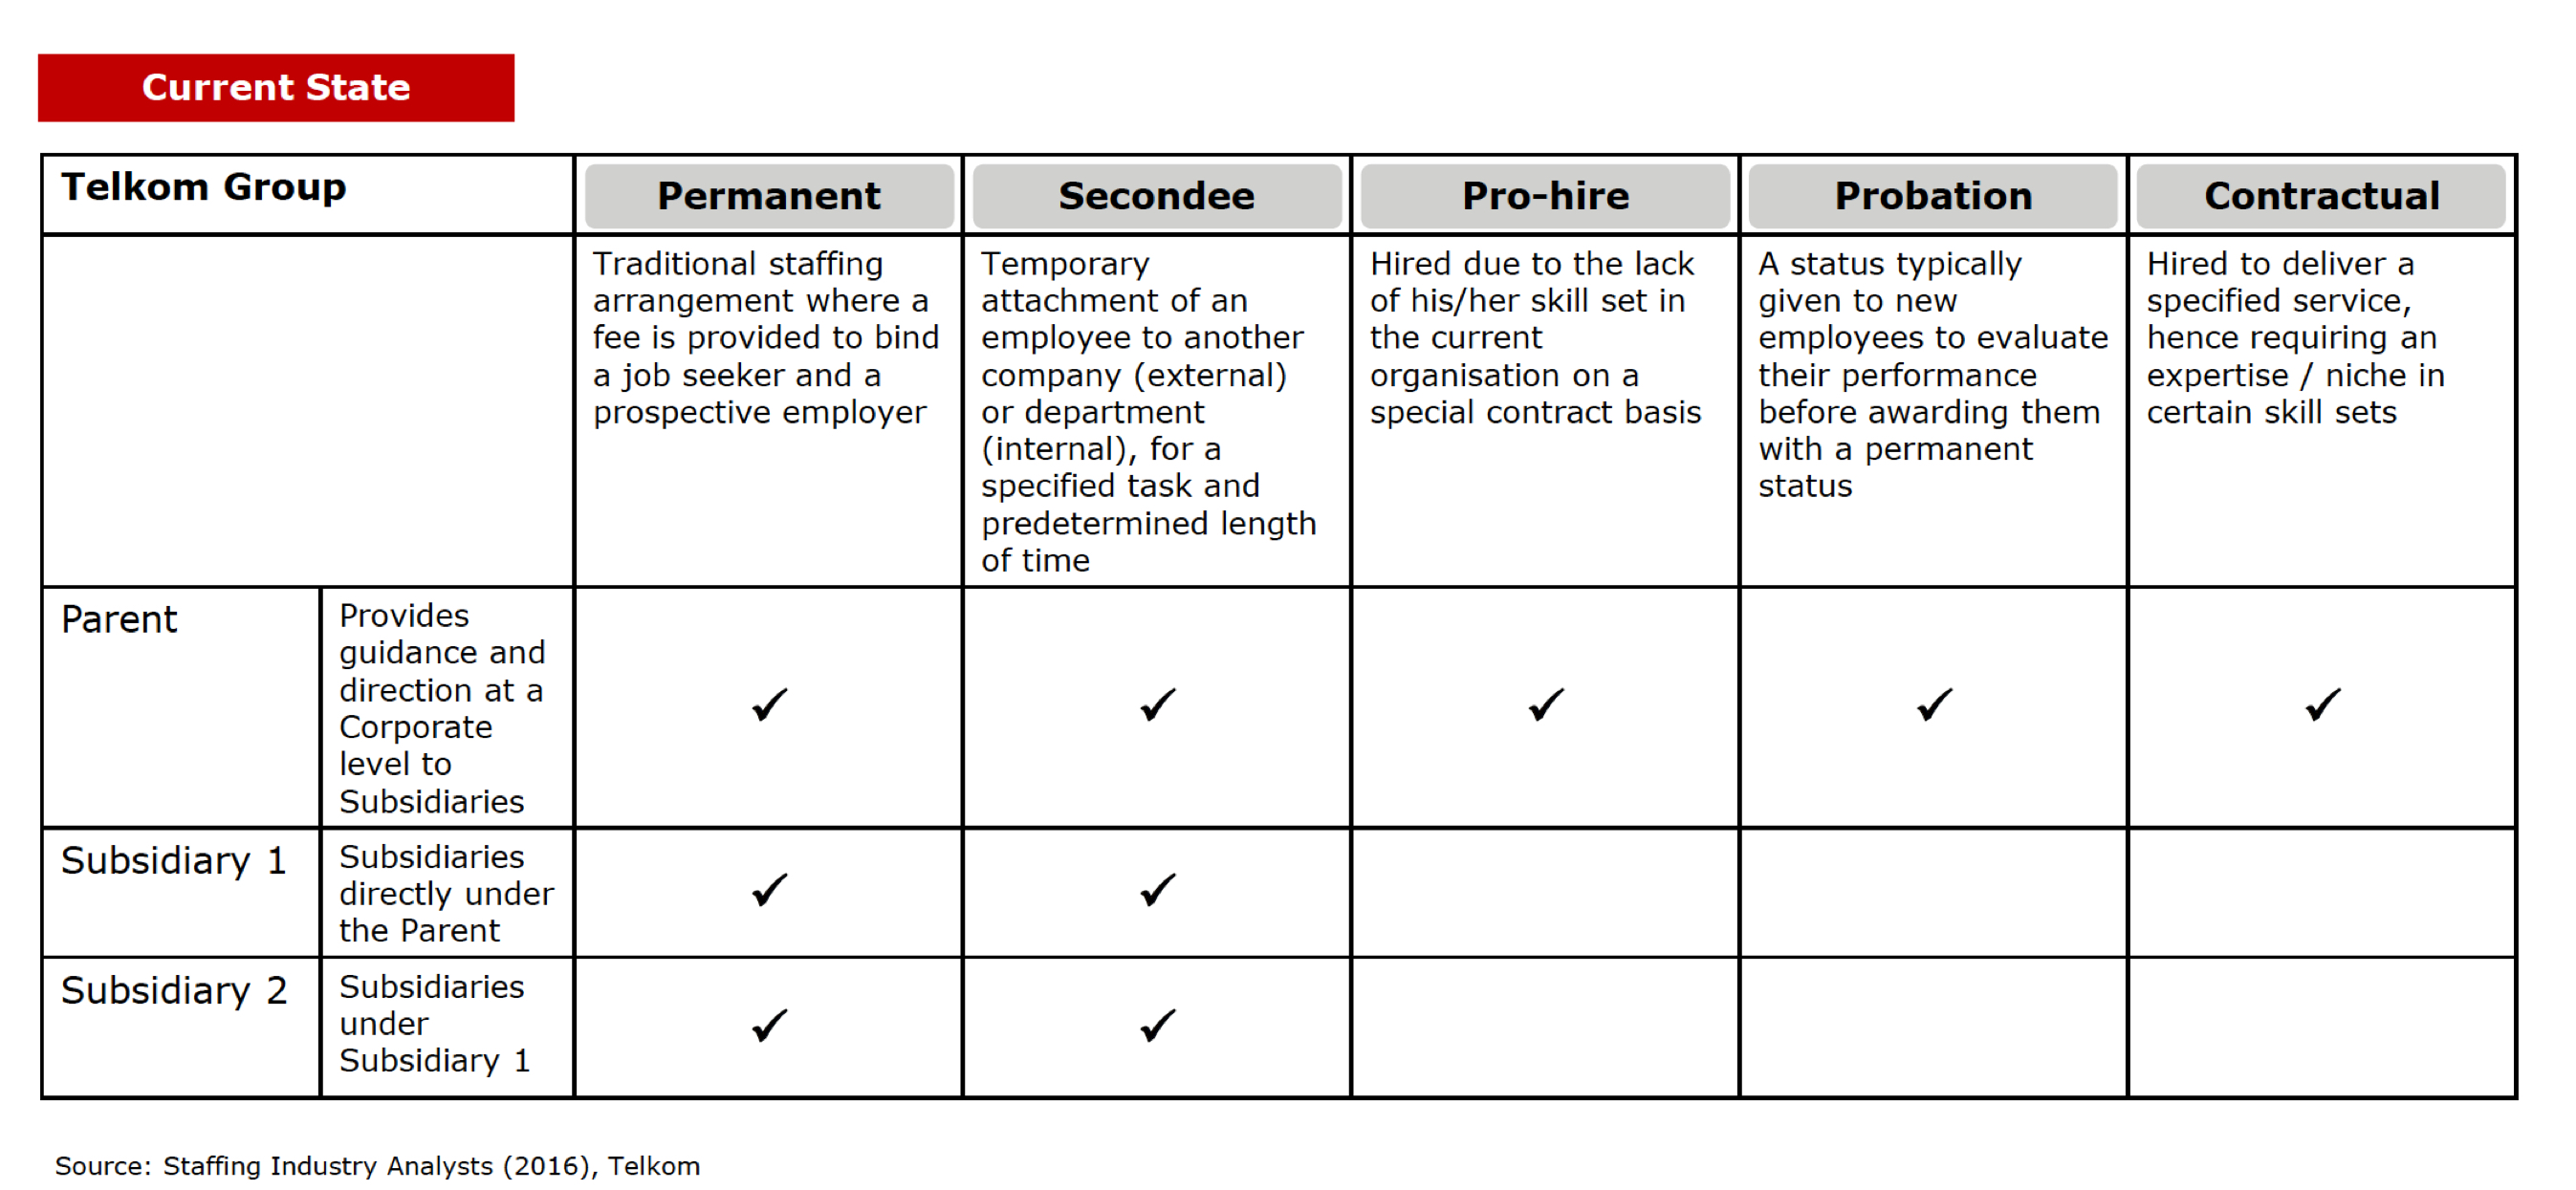 Current State
Telkom Group
Permanent
Secondee
Pro-hire
Probation
Contractual
Traditional staffing
arrangement where a
fee is provided to bind
a job seeker and a
prospective employer
Temporary
attachment of an
employee to another
company (external)
or department
(internal), for a
specified task and
predetermined length
of time
Hired due to the lack
of his/her skill set in
the current
organisation on a
special contract basis
A status typically
given to new
employees to evaluate
their performance
before awarding them
with a permanent
status
Hired to deliver a
specified service,
hence requiring an
expertise / niche in
certain skill sets
Parent
Provides
guidance and
direction at a
Corporate
level to
Subsidiaries
✓
✓
✓
✓
✓
Subsidiary 1
Subsidiaries
directly under
the Parent
✓
✓
Subsidiary 2
Subsidiaries
under
Subsidiary 1
✓
✓
Source: Staffing Industry Analysts (2016), Telkom